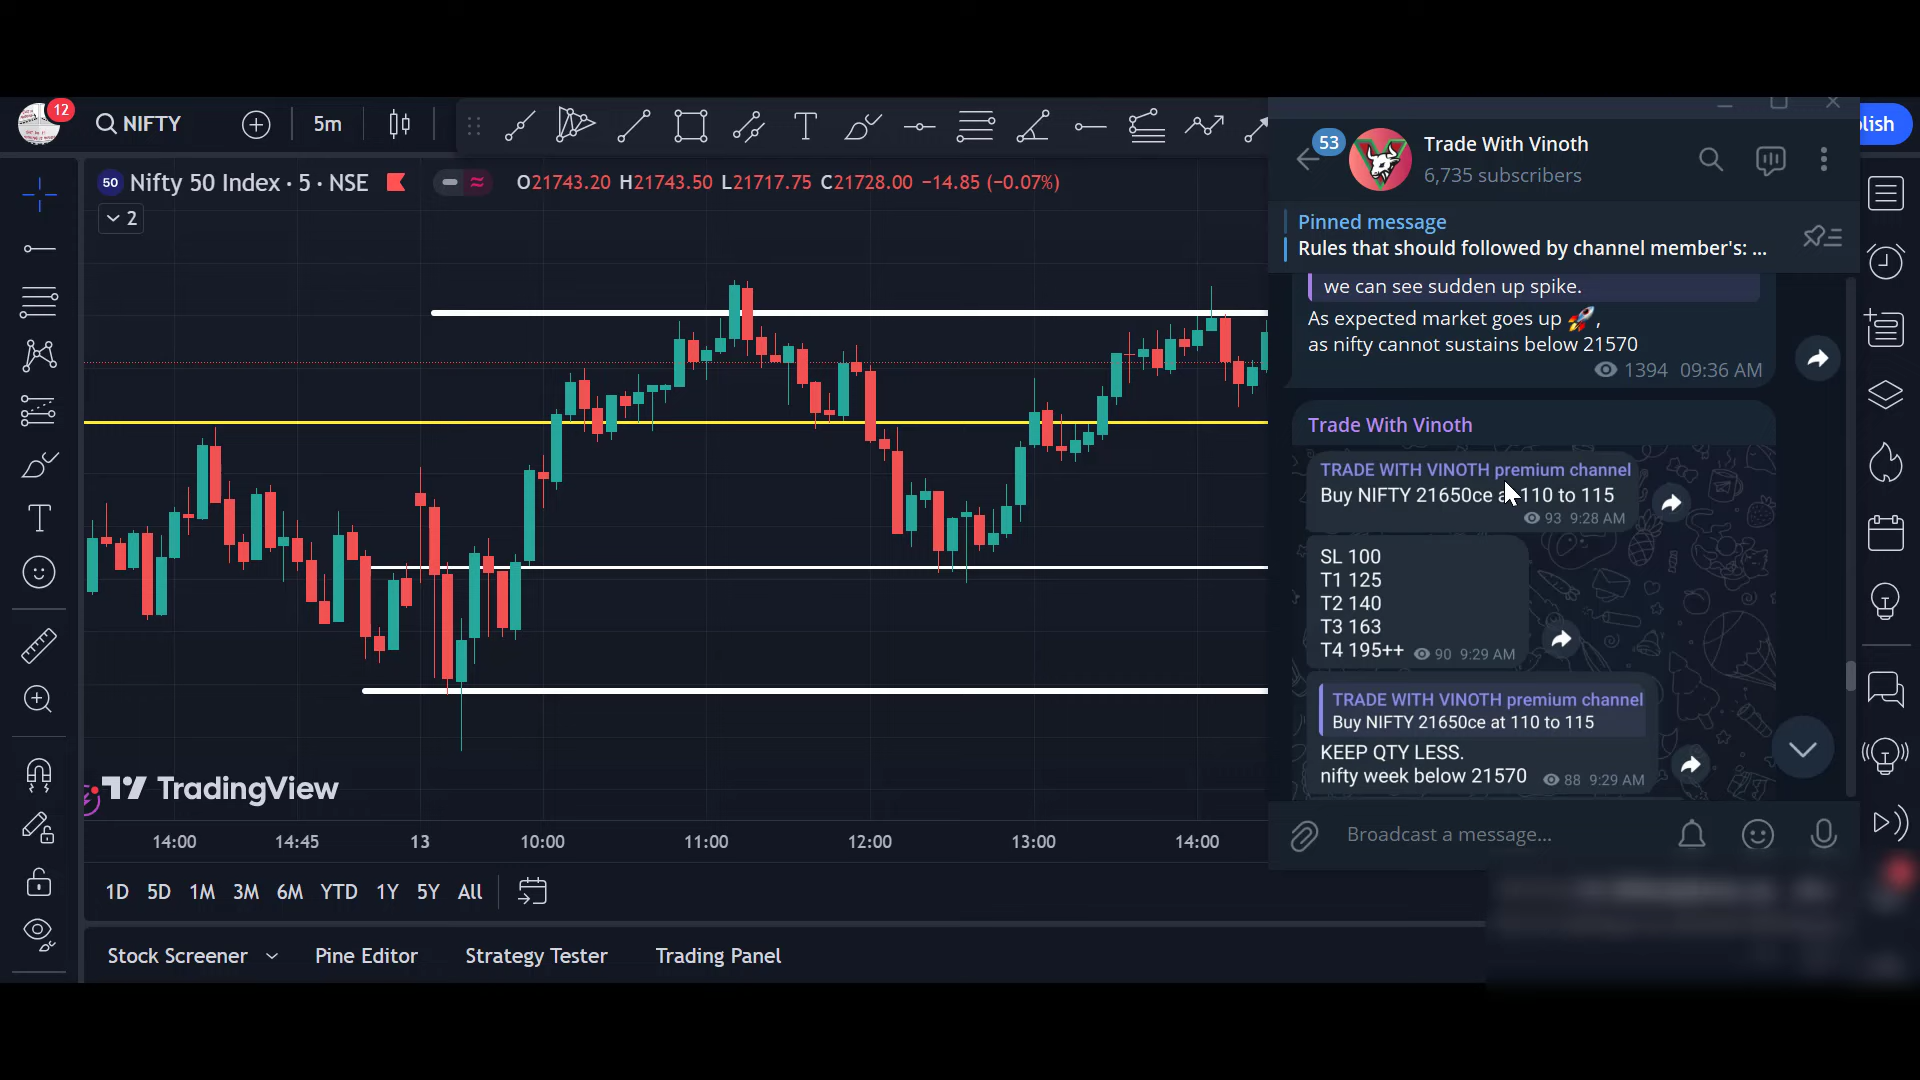 12
NIFTY
5m
lish
50 Nifty 50 Index · 5 · NSE
O21743.20 H21743.50 L21717.75 C21728.00 −14.85 (−0.07%)
2
TradingView
14:00 14:45 13 10:00 11:00 12:00 13:00 14:00
1D 5D 1M 3M 6M YTD 1Y 5Y All
Stock Screener Pine Editor Strategy Tester Trading Panel
53
Trade With Vinoth
6,735 subscribers
Pinned message
Rules that should followed by channel member's: ...
we can see sudden up spike.
As expected market goes up 🚀,
as nifty cannot sustains below 21570
1394 09:36 AM
Trade With Vinoth
TRADE WITH VINOTH premium channel
Buy NIFTY 21650ce at 110 to 115
93 9:28 AM
SL 100
T1 125
T2 140
T3 163
T4 195++ 90 9:29 AM
TRADE WITH VINOTH premium channel
Buy NIFTY 21650ce at 110 to 115
KEEP QTY LESS.
nifty week below 21570 88 9:29 AM
Broadcast a message...